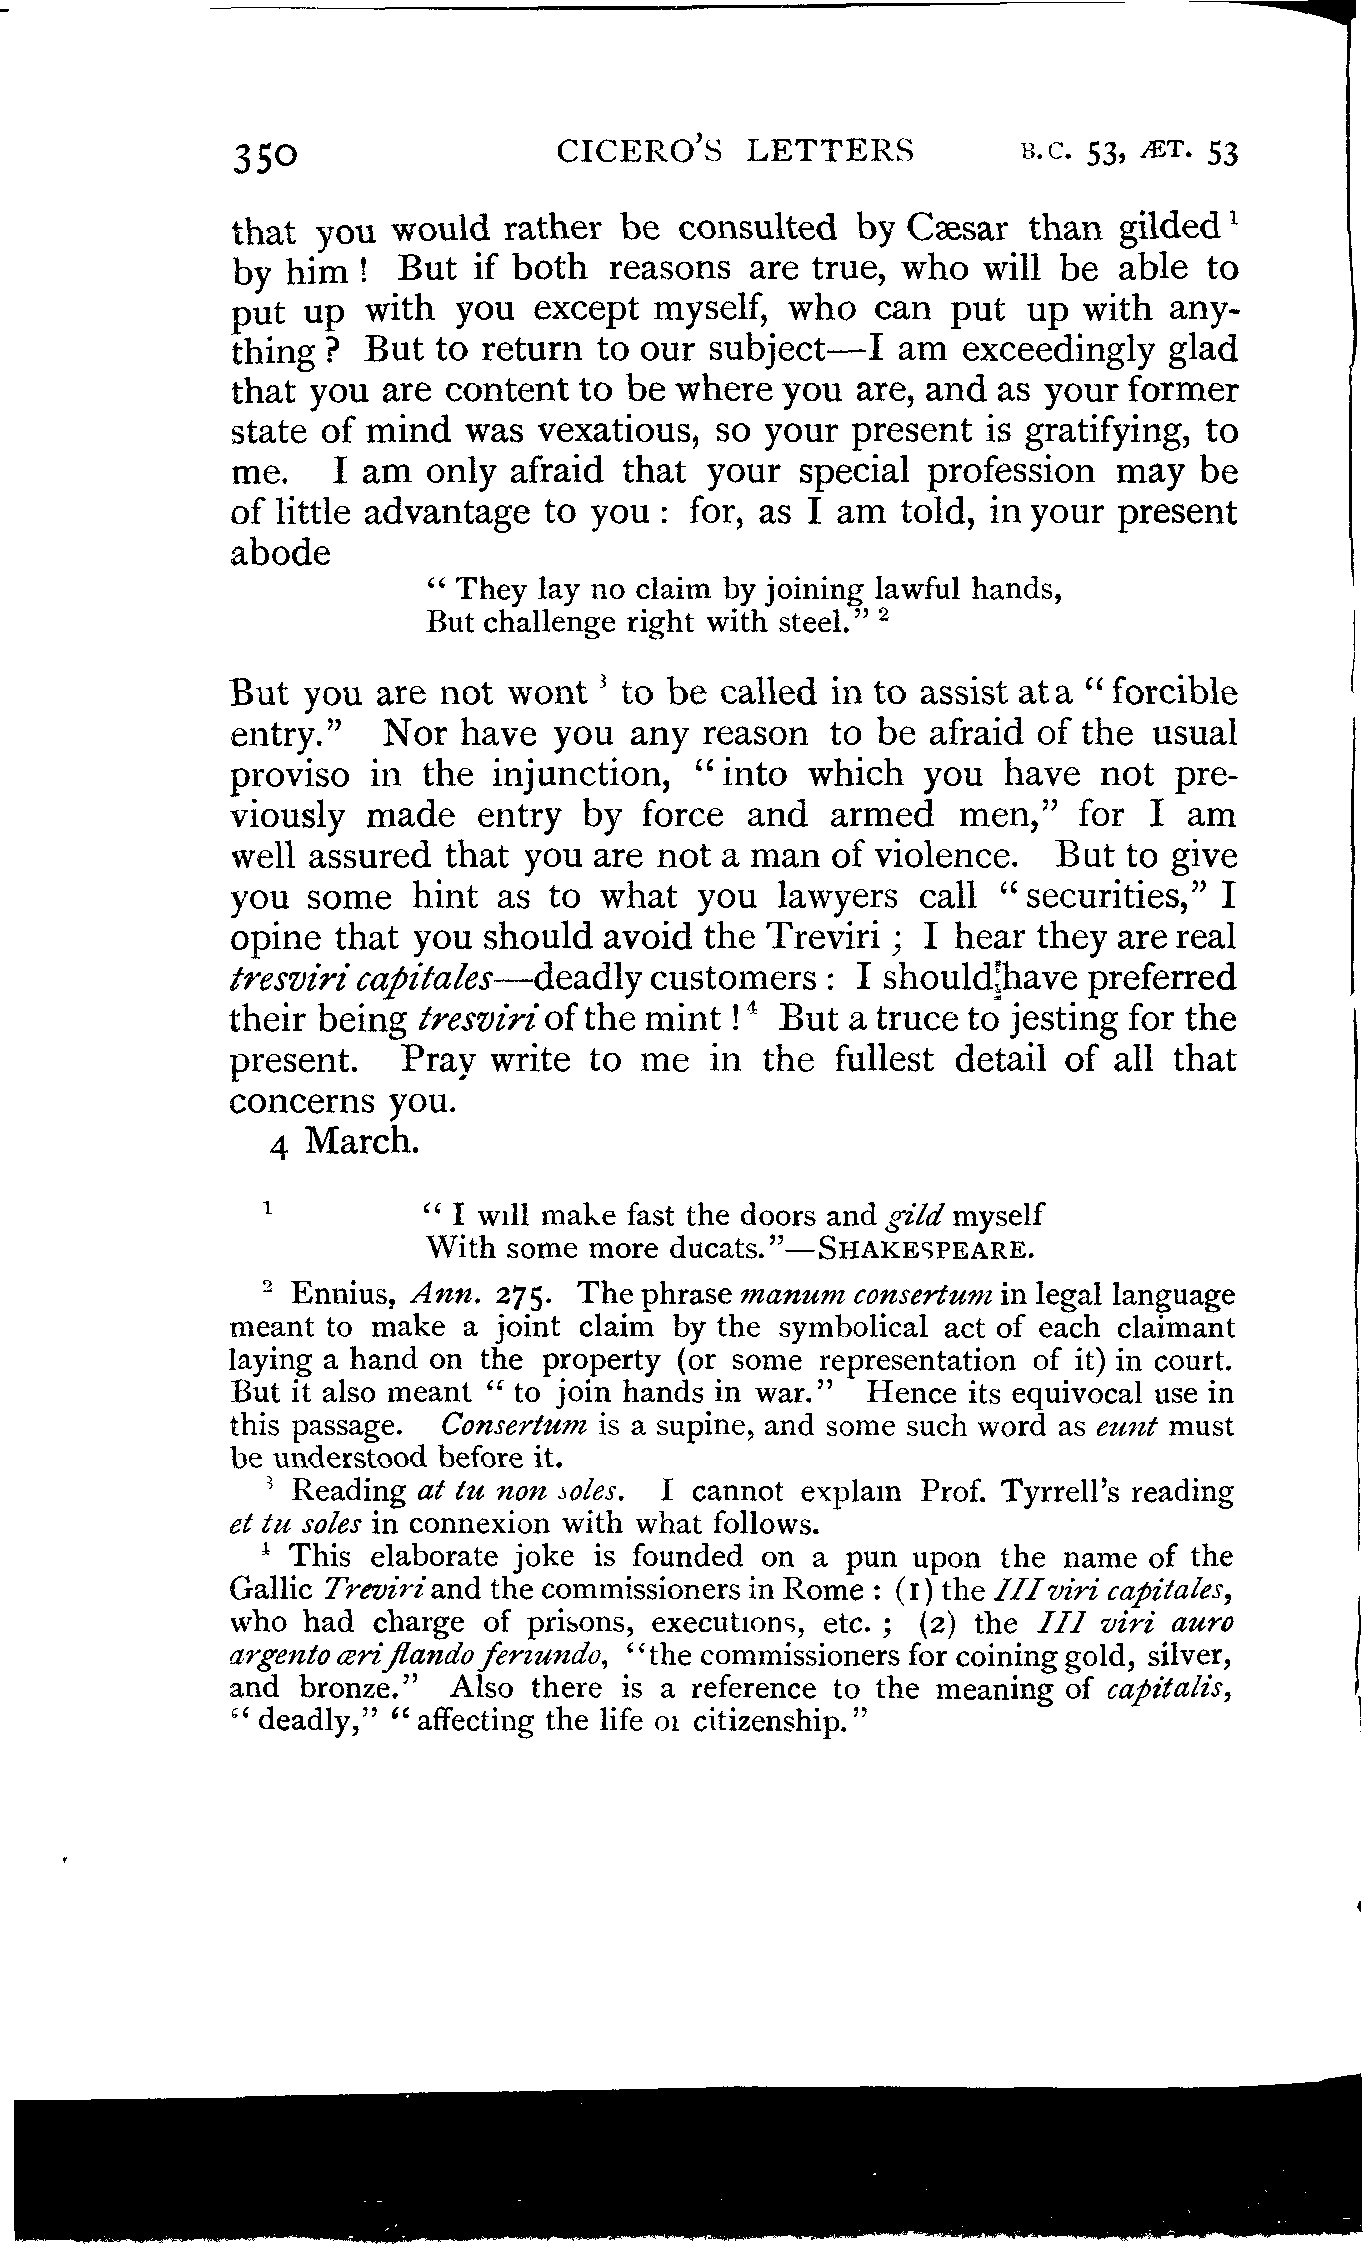 350 CICERO'S LETTERS B.C. 53, ÆT. 53
that you would rather be consulted by Cæsar than gilded ¹
by him ! But if both reasons are true, who will be able to
put up with you except myself, who can put up with any-
thing ? But to return to our subject—I am exceedingly glad
that you are content to be where you are, and as your former
state of mind was vexatious, so your present is gratifying, to
me. I am only afraid that your special profession may be
of little advantage to you : for, as I am told, in your present
abode
“ They lay no claim by joining lawful hands,
But challenge right with steel.” ²
But you are not wont ³ to be called in to assist at a “ forcible
entry.” Nor have you any reason to be afraid of the usual
proviso in the injunction, “ into which you have not pre-
viously made entry by force and armed men,” for I am
well assured that you are not a man of violence. But to give
you some hint as to what you lawyers call “ securities,” I
opine that you should avoid the Treviri ; I hear they are real
tresviri capitales—deadly customers : I should have preferred
their being tresviri of the mint ! ⁴ But a truce to jesting for the
present. Pray write to me in the fullest detail of all that
concerns you.
4 March.
¹ “ I will make fast the doors and gild myself
With some more ducats.”—SHAKESPEARE.
² Ennius, Ann. 275. The phrase manum consertum in legal language
meant to make a joint claim by the symbolical act of each claimant
laying a hand on the property (or some representation of it) in court.
But it also meant “ to join hands in war.” Hence its equivocal use in
this passage. Consertum is a supine, and some such word as eunt must
be understood before it.
³ Reading at tu non soles. I cannot explain Prof. Tyrrell's reading
et tu soles in connexion with what follows.
⁴ This elaborate joke is founded on a pun upon the name of the
Gallic Treviri and the commissioners in Rome : (1) the III viri capitales,
who had charge of prisons, executions, etc. ; (2) the III viri auro
argento æri flando feriundo, “the commissioners for coining gold, silver,
and bronze.” Also there is a reference to the meaning of capitalis,
“ deadly,” “ affecting the life or citizenship.”